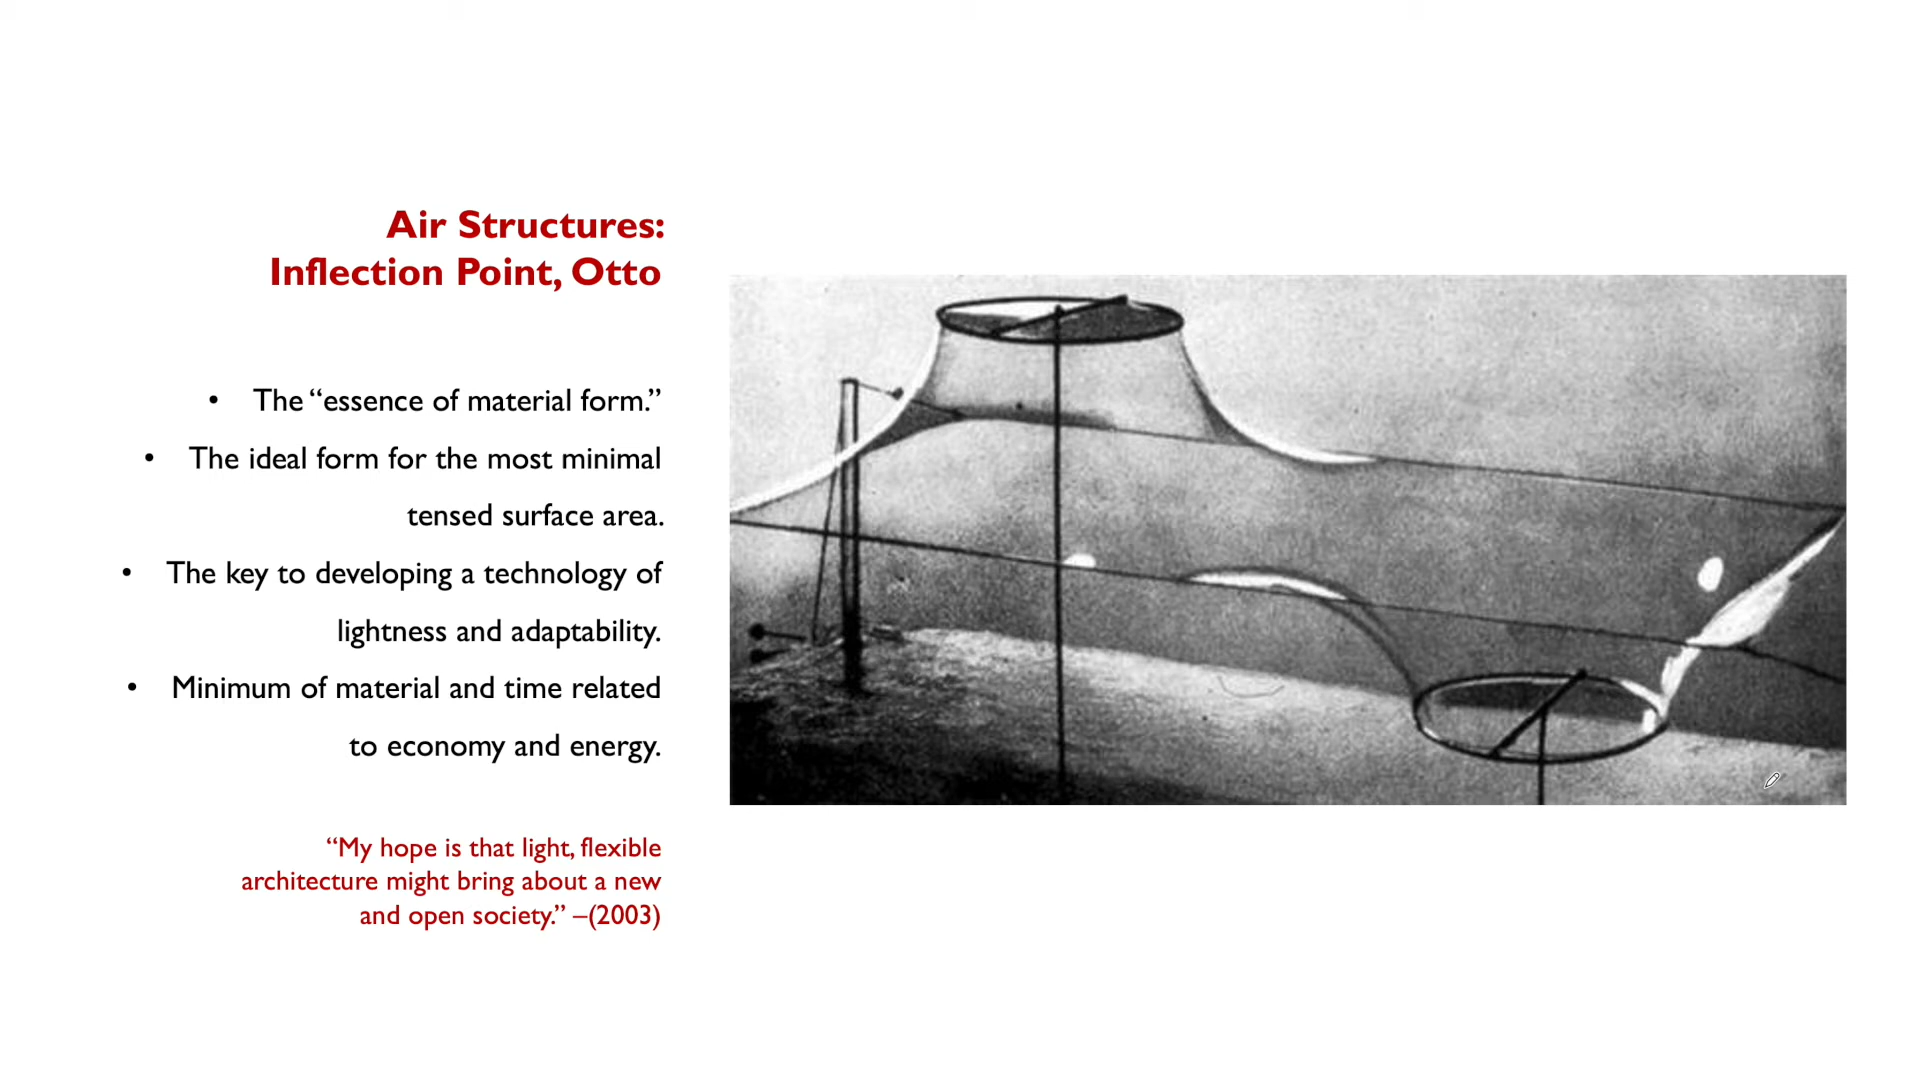 Air Structures:
Inflection Point, Otto
• The “essence of material form.”
• The ideal form for the most minimal
tensed surface area.
• The key to developing a technology of
lightness and adaptability.
• Minimum of material and time related
to economy and energy.
“My hope is that light, flexible
architecture might bring about a new
and open society.” –(2003)